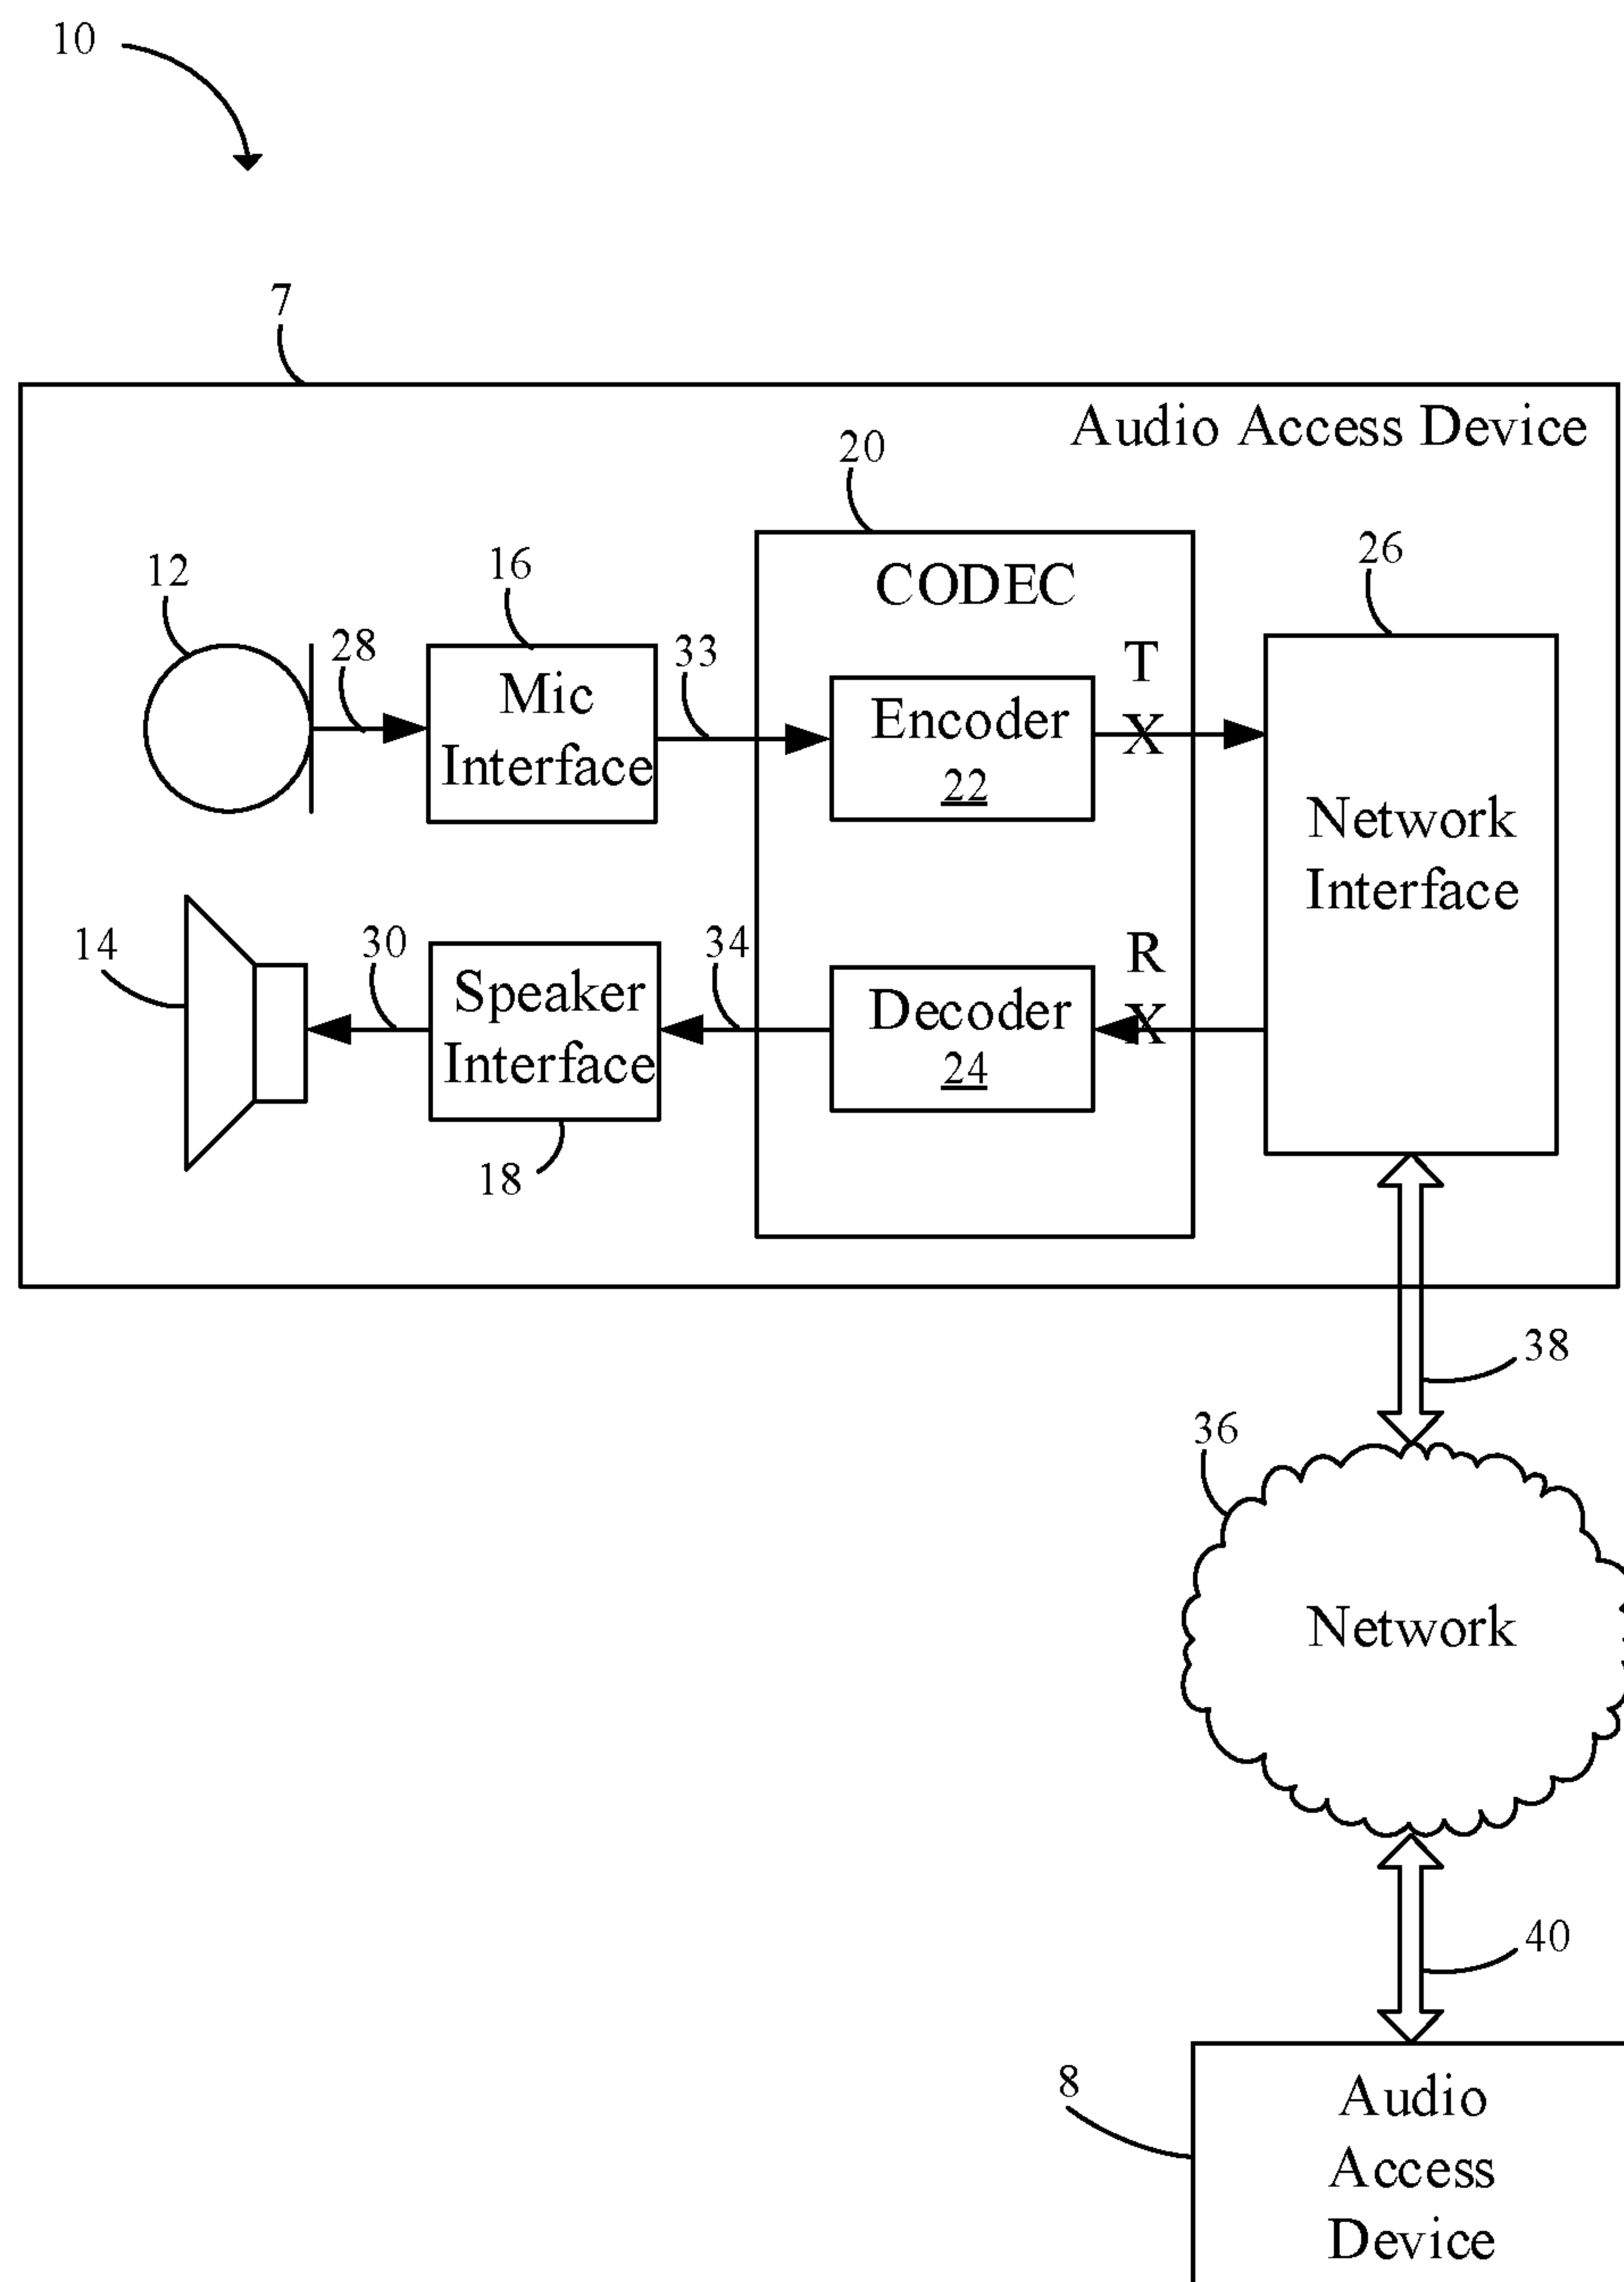 10
7
Audio Access Device
20
CODEC
12
28
16
Mic
Interface
33
Encoder
22
T
X
26
Network
Interface
14
30
Speaker
Interface
18
34
Decoder
24
R
X
38
36
Network
40
8
Audio
Access
Device